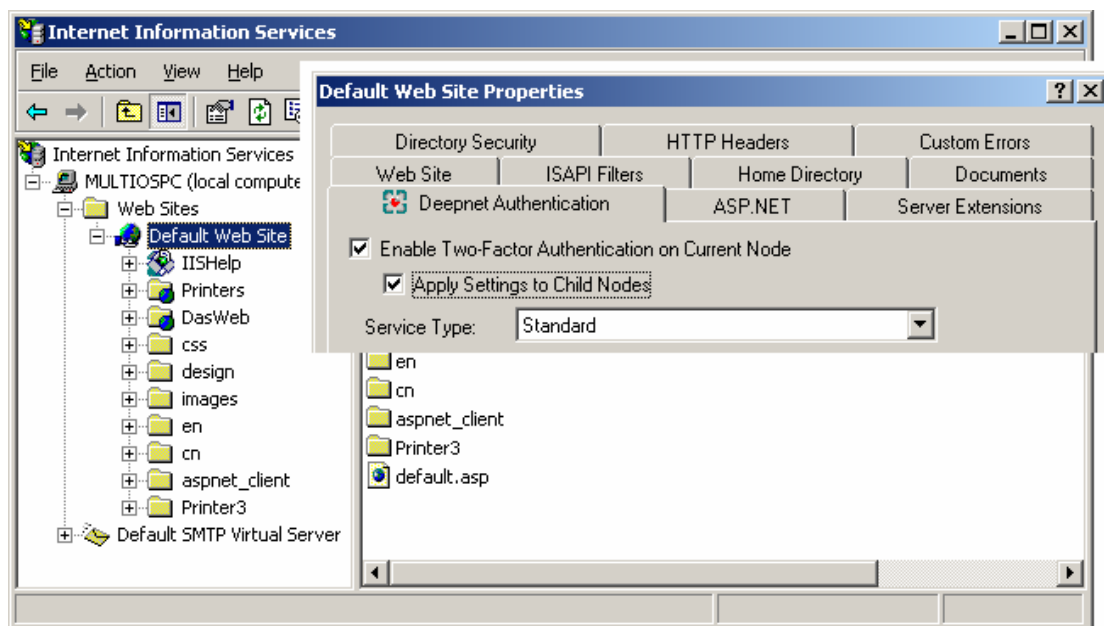 Internet Information Services
File Action View Help
Default Web Site Properties
Directory Security HTTP Headers Custom Errors
Web Site ISAPI Filters Home Directory Documents
Deepnet Authentication ASP.NET Server Extensions
Enable Two-Factor Authentication on Current Node
Apply Settings to Child Nodes
Service Type: Standard
Internet Information Services
MULTIOSPC (local compute
Web Sites
Default Web Site
IISHelp
Printers
DasWeb
css
design
images
en
cn
aspnet_client
Printer3
Default SMTP Virtual Server
en
cn
aspnet_client
Printer3
default.asp